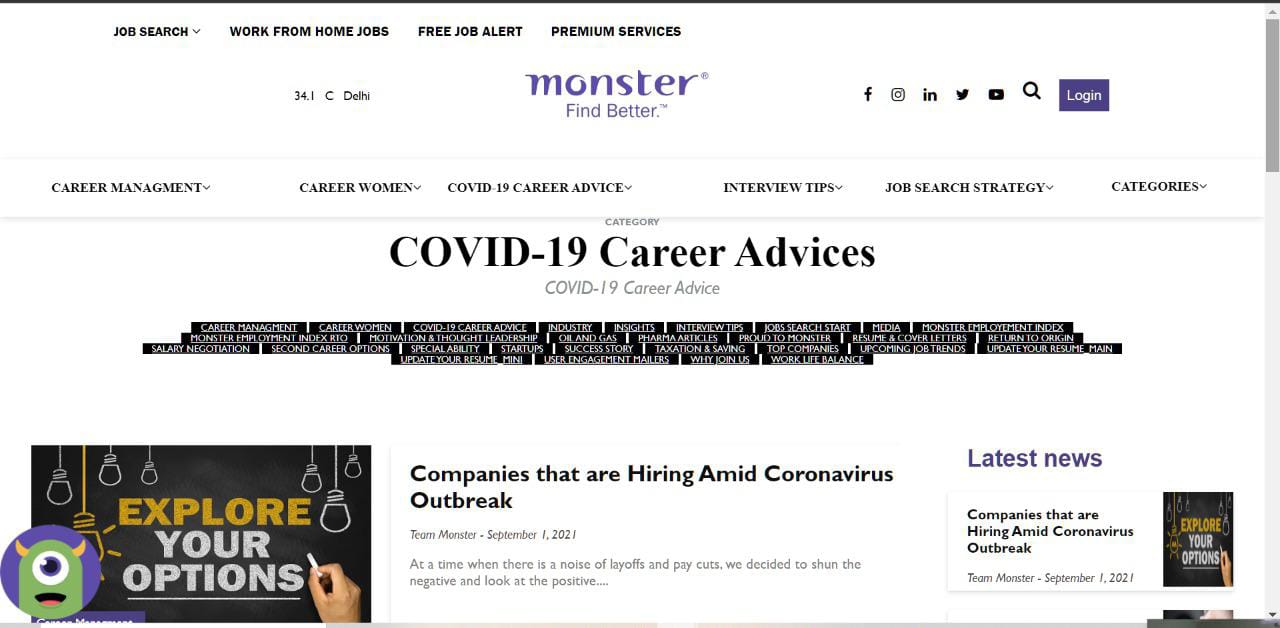 JOB SEARCH WORK FROM HOME JOBS FREE JOB ALERT PREMIUM SERVICES
34.1 C Delhi
monster®
Find Better.™
Login
CAREER MANAGMENT CAREER WOMEN COVID-19 CAREER ADVICE INTERVIEW TIPS JOB SEARCH STRATEGY CATEGORIES
CATEGORY
COVID-19 Career Advices
COVID-19 Career Advice
CAREER MANAGMENT CAREER WOMEN COVID-19 CAREER ADVICE INDUSTRY INSIGHTS INTERVIEW TIPS JOBS SEARCH START MEDIA MONSTER EMPLOYEMENT INDEX
MONSTER EMPLOYMENT INDEX RTO MOTIVATION & THOUGHT LEADERSHIP OIL AND GAS PHARMA ARTICLES PROUD TO MONSTER RESUME & COVER LETTERS RETURN TO ORIGIN
SALARY NEGOTIATION SECOND CAREER OPTIONS SPECIAL ABILITY STARTUPS SUCCESS STORY TAXATION & SAVING TOP COMPANIES UPCOMING JOB TRENDS UPDATE YOUR RESUME_MAIN
UPDATE YOUR RESUME_MINI USER ENGAGEMENT MAILERS WHY JOIN US WORK LIFE BALANCE
EXPLORE
YOUR
OPTIONS
Career Managment
Companies that are Hiring Amid Coronavirus
Outbreak
Team Monster - September 1, 2021
At a time when there is a noise of layoffs and pay cuts, we decided to shun the
negative and look at the positive....
Latest news
Companies that are
Hiring Amid Coronavirus
Outbreak
Team Monster - September 1, 2021
EXPLORE
YOUR
OPTIONS